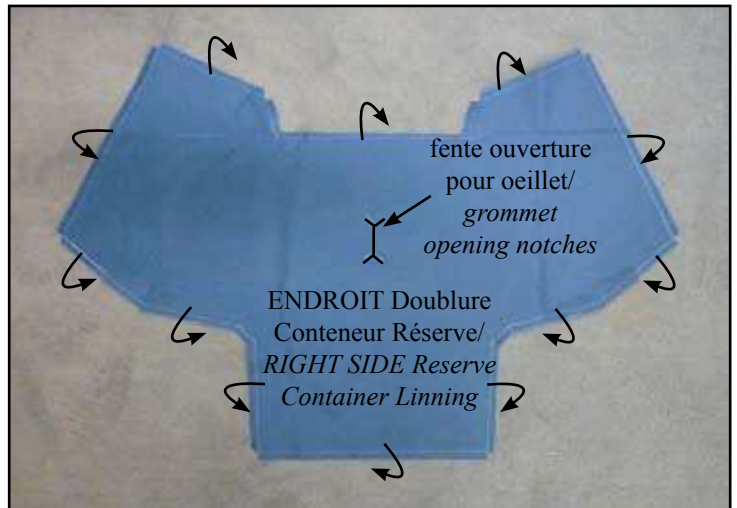 fente ouverture
pour oeillet/
grommet
opening notches
ENDROIT Doublure
Conteneur Réserve/
RIGHT SIDE Reserve
Container Linning